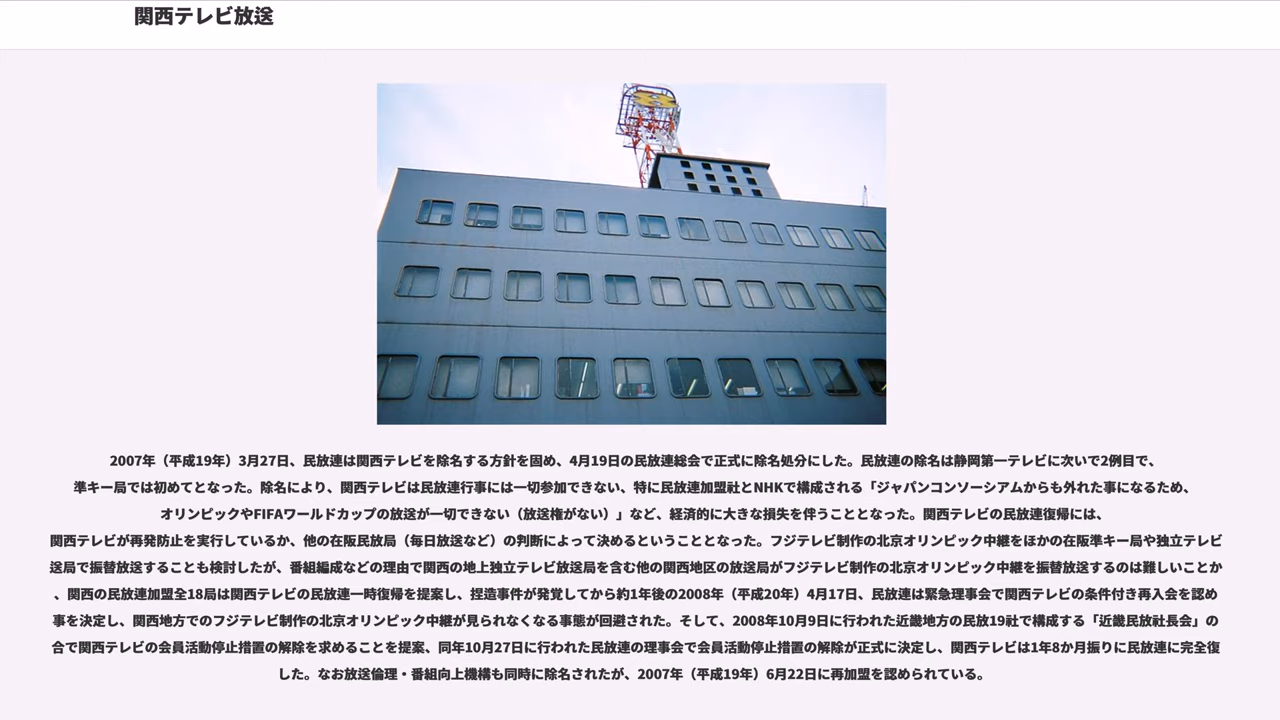 関西テレビ放送
2007年（平成19年）3月27日、民放連は関西テレビを除名する方針を固め、4月19日の民放連総会で正式に除名処分にした。民放連の除名は静岡第一テレビに次いで2例目で、
準キー局では初めてとなった。除名により、関西テレビは民放連行事には一切参加できない、特に民放連加盟社とNHKで構成される「ジャパンコンソーシアムからも外れた事になるため、
オリンピックやFIFAワールドカップの放送が一切できない（放送権がない）」など、経済的に大きな損失を伴うこととなった。関西テレビの民放連復帰には、
関西テレビが再発防止を実行しているか、他の在阪民放局（毎日放送など）の判断によって決めるということとなった。フジテレビ制作の北京オリンピック中継をほかの在阪準キー局や独立テレビ
送局で振替放送することも検討したが、番組編成などの理由で関西の地上独立テレビ放送局を含む他の関西地区の放送局がフジテレビ制作の北京オリンピック中継を振替放送するのは難しいことか
、関西の民放連加盟全18局は関西テレビの民放連一時復帰を提案し、捏造事件が発覚してから約1年後の2008年（平成20年）4月17日、民放連は緊急理事会で関西テレビの条件付き再入会を認め
事を決定し、関西地方でのフジテレビ制作の北京オリンピック中継が見られなくなる事態が回避された。そして、2008年10月9日に行われた近畿地方の民放19社で構成する「近畿民放社長会」の
合で関西テレビの会員活動停止措置の解除を求めることを提案、同年10月27日に行われた民放連の理事会で会員活動停止措置の解除が正式に決定し、関西テレビは1年8か月振りに民放連に完全復
した。なお放送倫理・番組向上機構も同時に除名されたが、2007年（平成19年）6月22日に再加盟を認められている。